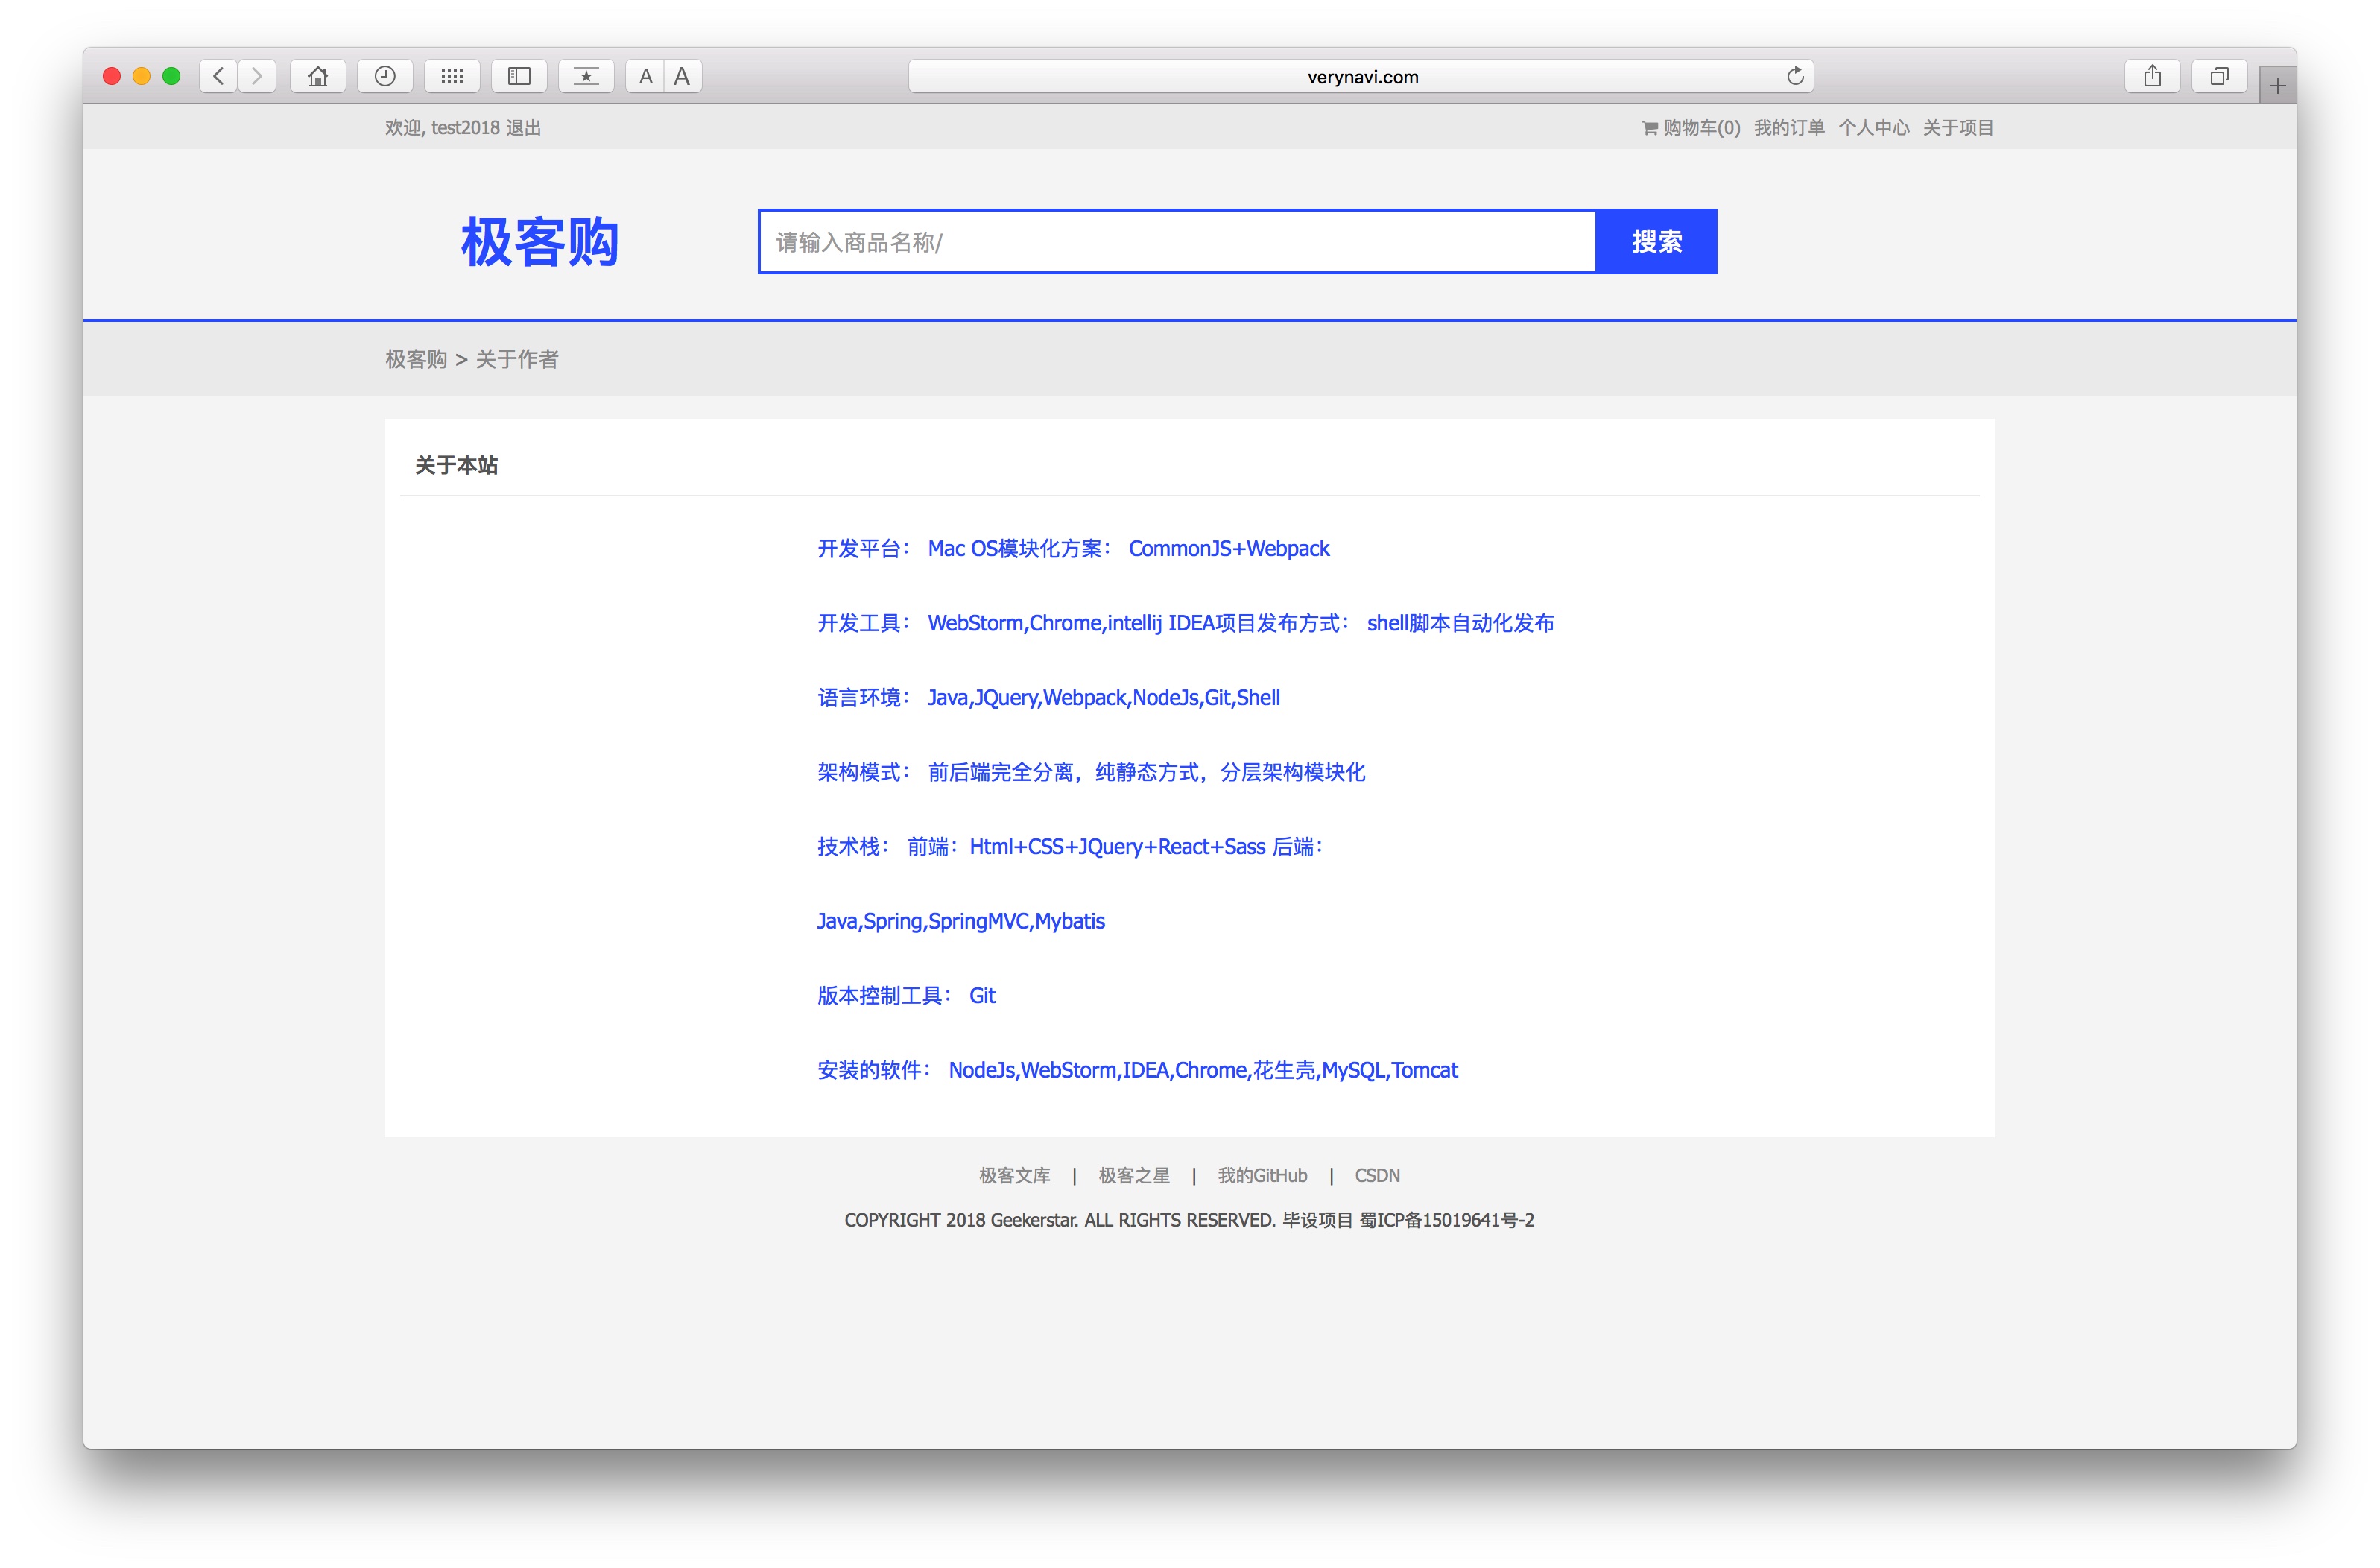 A A
verynavi.com
欢迎, test2018 退出
购物车(0) 我的订单 个人中心 关于项目
极客购
请输入商品名称/
搜索
极客购 > 关于作者
关于本站
开发平台： Mac OS模块化方案： CommonJS+Webpack
开发工具： WebStorm,Chrome,intellij IDEA项目发布方式： shell脚本自动化发布
语言环境： Java,JQuery,Webpack,NodeJs,Git,Shell
架构模式： 前后端完全分离，纯静态方式，分层架构模块化
技术栈： 前端：Html+CSS+JQuery+React+Sass 后端：
Java,Spring,SpringMVC,Mybatis
版本控制工具： Git
安装的软件： NodeJs,WebStorm,IDEA,Chrome,花生壳,MySQL,Tomcat
极客文库 | 极客之星 | 我的GitHub | CSDN
COPYRIGHT 2018 Geekerstar. ALL RIGHTS RESERVED. 毕设项目 蜀ICP备15019641号-2